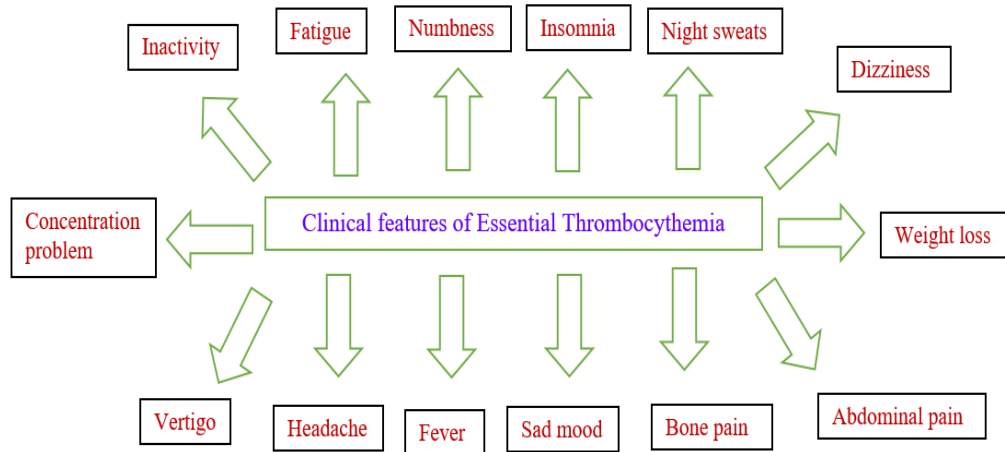 Inactivity
Fatigue
Numbness
Insomnia
Night sweats
Dizziness
Clinical features of Essential Thrombocythemia
Concentration
problem
Weight loss
Vertigo
Headache
Fever
Sad mood
Bone pain
Abdominal pain